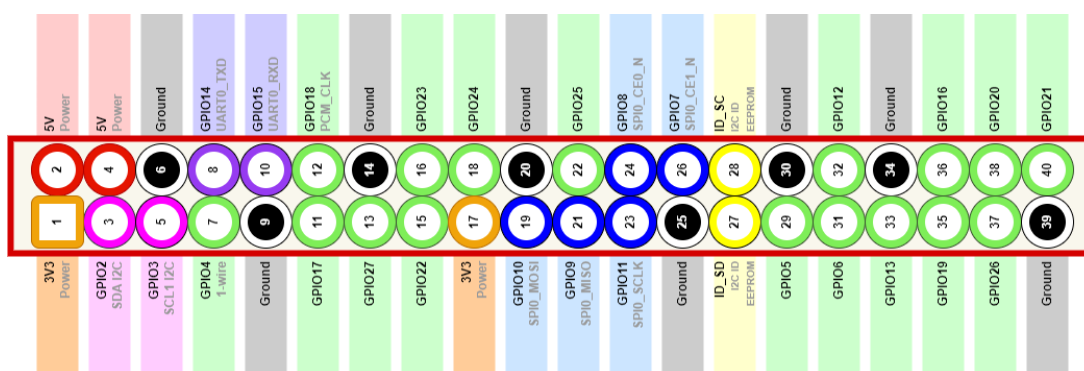 5V
Power
5V
Power
Ground
GPIO14
UART0_TXD
GPIO15
UART0_RXD
GPIO18
PCM_CLK
Ground
GPIO23
GPIO24
Ground
GPIO25
GPIO8
SPI0_CE0_N
GPIO7
SPI0_CE1_N
ID_SC
I2C ID
EEPROM
Ground
GPIO12
Ground
GPIO16
GPIO20
GPIO21
2
4
6
8
10
12
14
16
18
20
22
24
26
28
30
32
34
36
38
40
1
3
5
7
9
11
13
15
17
19
21
23
25
27
29
31
33
35
37
39
3V3
Power
GPIO2
SDA I2C
GPIO3
SCL1 I2C
GPIO4
1-wire
Ground
GPIO17
GPIO27
GPIO22
3V3
Power
GPIO10
SPI0_MOSI
GPIO9
SPI0_MISO
GPIO11
SPI0_SCLK
Ground
ID_SD
I2C ID
EEPROM
GPIO5
GPIO6
GPIO13
GPIO19
GPIO26
Ground